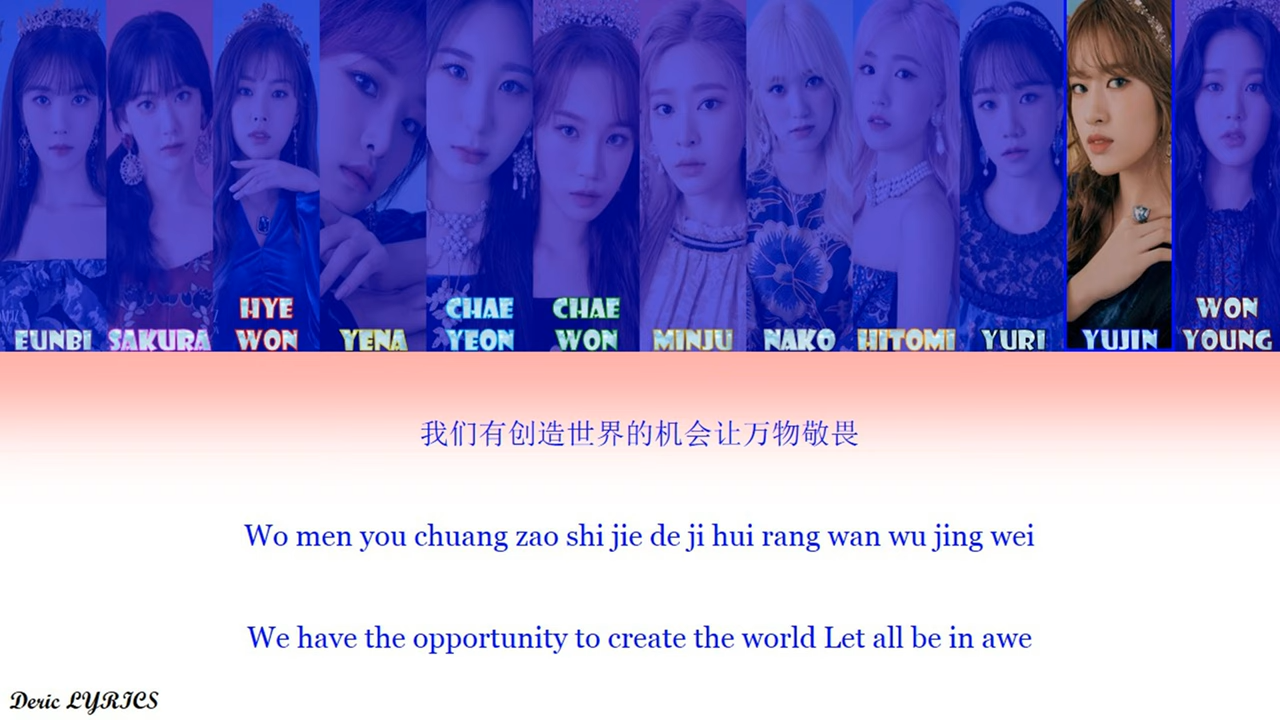 EUNBI SAKURA HYE WON YENA CHAE YEON CHAE WON MINJU NAKO HITOMI YURI YUJIN WON YOUNG
我们有创造世界的机会让万物敬畏
Wo men you chuang zao shi jie de ji hui rang wan wu jing wei
We have the opportunity to create the world Let all be in awe
Deric LYRICS